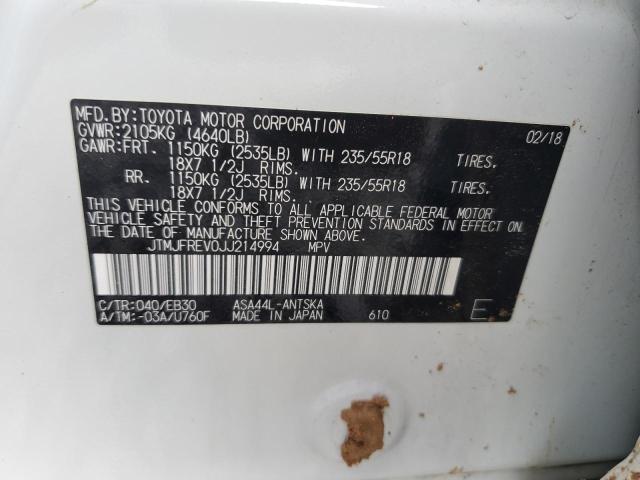 MFD.BY:TOYOTA MOTOR CORPORATION 02/18
GVWR:2105KG (4640LB)
GAWR:FRT. 1150KG (2535LB) WITH 235/55R18 TIRES.
18X7 1/2J RIMS.
RR. 1150KG (2535LB) WITH 235/55R18 TIRES.
18X7 1/2J RIMS.
THIS VEHICLE CONFORMS TO ALL APPLICABLE FEDERAL MOTOR
VEHICLE SAFETY AND THEFT PREVENTION STANDARDS IN EFFECT ON
THE DATE OF MANUFACTURE SHOWN ABOVE.
JTMJFREV0JJ214994 MPV
C/TR:040/EB30 ASA44L-ANTSKA
A/TM:-03A/U760F MADE IN JAPAN 610 E